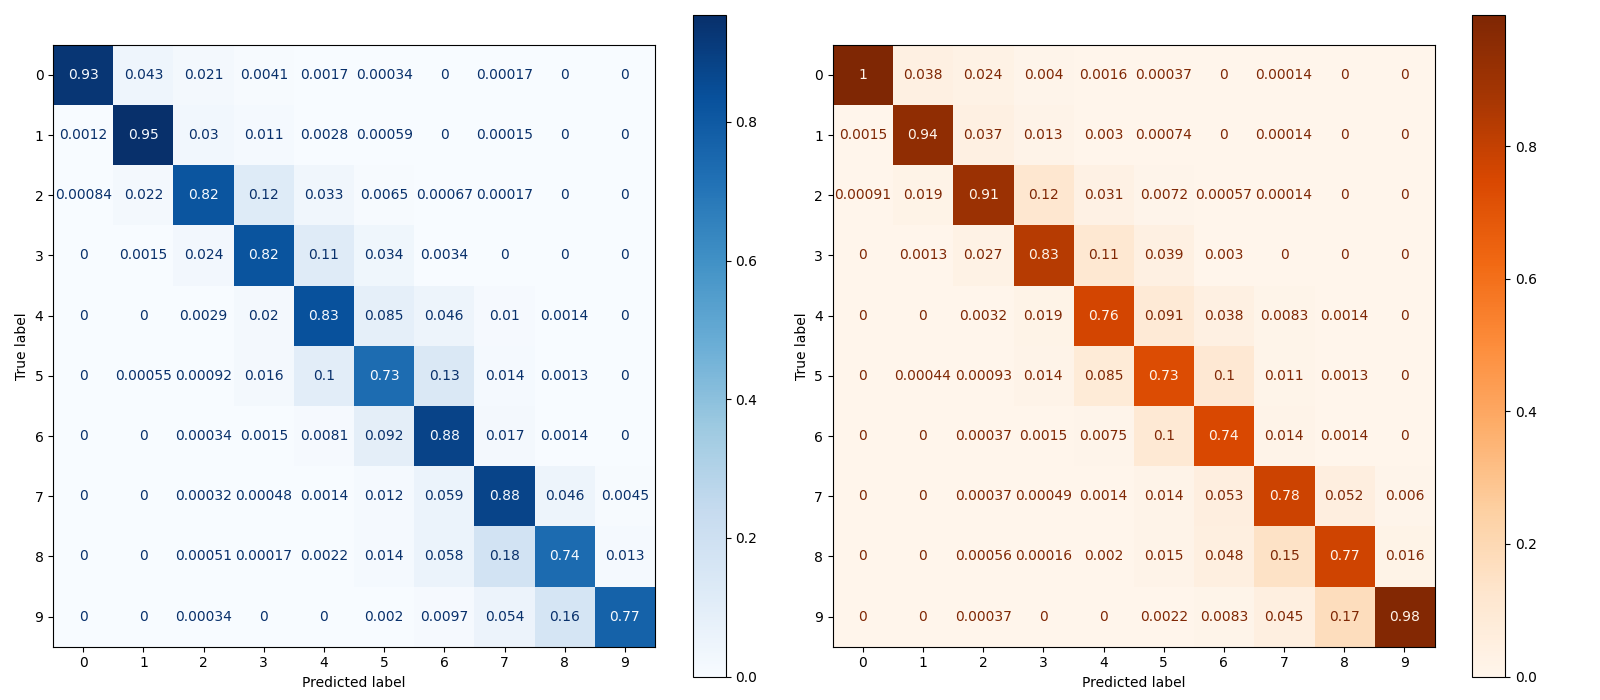 0 0.93 0.043 0.021 0.0041 0.0017 0.00034 0 0.00017 0 0
1 0.0012 0.95 0.03 0.011 0.0028 0.00059 0 0.00015 0 0
2 0.00084 0.022 0.82 0.12 0.033 0.0065 0.00067 0.00017 0 0
3 0 0.0015 0.024 0.82 0.11 0.034 0.0034 0 0 0
4 0 0 0.0029 0.02 0.83 0.085 0.046 0.01 0.0014 0
5 0 0.00055 0.00092 0.016 0.1 0.73 0.13 0.014 0.0013 0
6 0 0 0.00034 0.0015 0.0081 0.092 0.88 0.017 0.0014 0
7 0 0 0.00032 0.00048 0.0014 0.012 0.059 0.88 0.046 0.0045
8 0 0 0.00051 0.00017 0.0022 0.014 0.058 0.18 0.74 0.013
9 0 0 0.00034 0 0 0.002 0.0097 0.054 0.16 0.77
0 1 2 3 4 5 6 7 8 9
Predicted label
True label
0.8
0.6
0.4
0.2
0.0
0 1 0.038 0.024 0.004 0.0016 0.00037 0 0.00014 0 0
1 0.0015 0.94 0.037 0.013 0.003 0.00074 0 0.00014 0 0
2 0.00091 0.019 0.91 0.12 0.031 0.0072 0.00057 0.00014 0 0
3 0 0.0013 0.027 0.83 0.11 0.039 0.003 0 0 0
4 0 0 0.0032 0.019 0.76 0.091 0.038 0.0083 0.0014 0
5 0 0.00044 0.00093 0.014 0.085 0.73 0.1 0.011 0.0013 0
6 0 0 0.00037 0.0015 0.0075 0.1 0.74 0.014 0.0014 0
7 0 0 0.00037 0.00049 0.0014 0.014 0.053 0.78 0.052 0.006
8 0 0 0.00056 0.00016 0.002 0.015 0.048 0.15 0.77 0.016
9 0 0 0.00037 0 0 0.0022 0.0083 0.045 0.17 0.98
0 1 2 3 4 5 6 7 8 9
Predicted label
True label
0.8
0.6
0.4
0.2
0.0